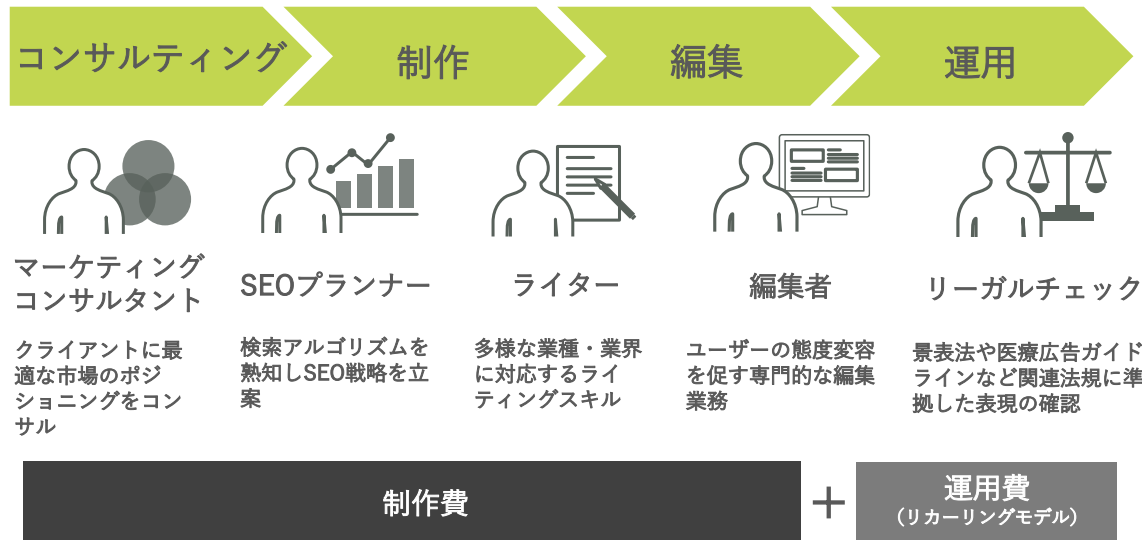 コンサルティング
制作
編集
運用
マーケティング
コンサルタント
クライアントに最
適な市場のポジ
ショニングをコン
サル
SEOプランナー
検索アルゴリズムを
熟知しSEO戦略を立
案
ライター
多様な業種・業界
に対応するライ
ティングスキル
編集者
ユーザーの態度変容
を促す専門的な編集
業務
リーガルチェック
景表法や医療広告ガイド
ラインなど関連法規に準
拠した表現の確認
制作費
＋
運用費
（リカーリングモデル）